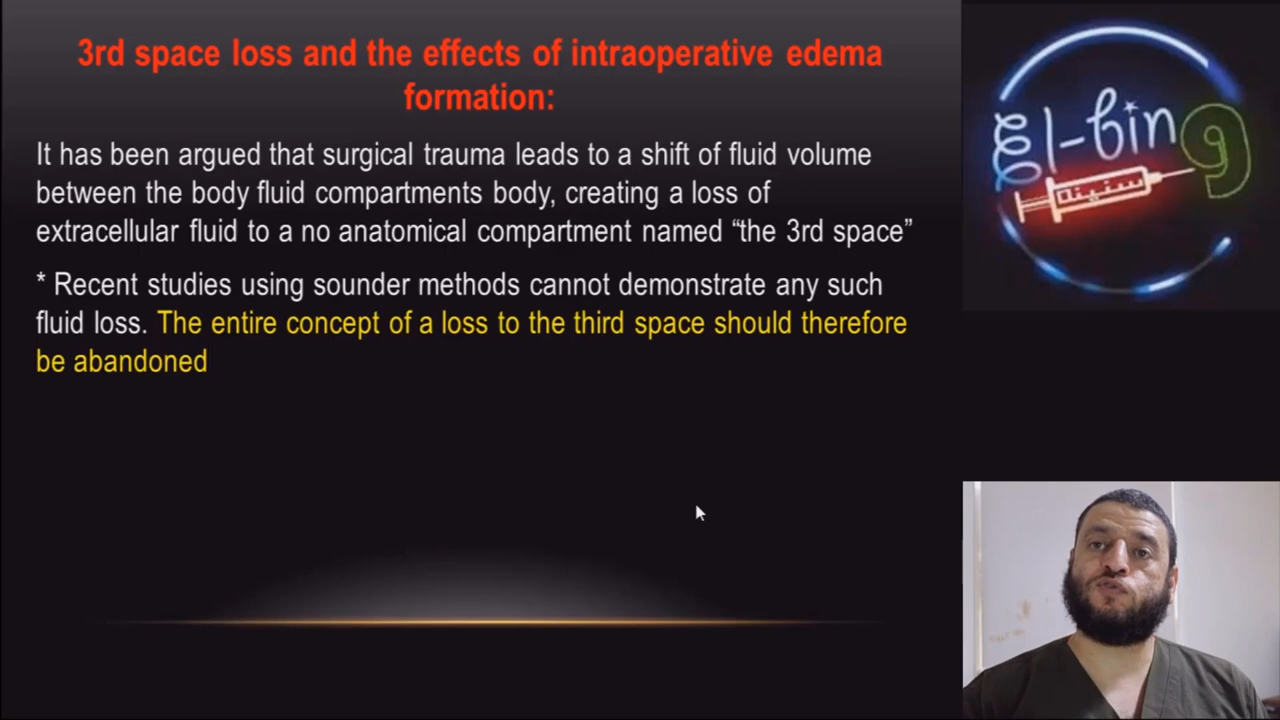 3rd space loss and the effects of intraoperative edema
formation:
It has been argued that surgical trauma leads to a shift of fluid volume
between the body fluid compartments body, creating a loss of
extracellular fluid to a no anatomical compartment named “the 3rd space”
* Recent studies using sounder methods cannot demonstrate any such
fluid loss. The entire concept of a loss to the third space should therefore
be abandoned
El-bing
ستينه